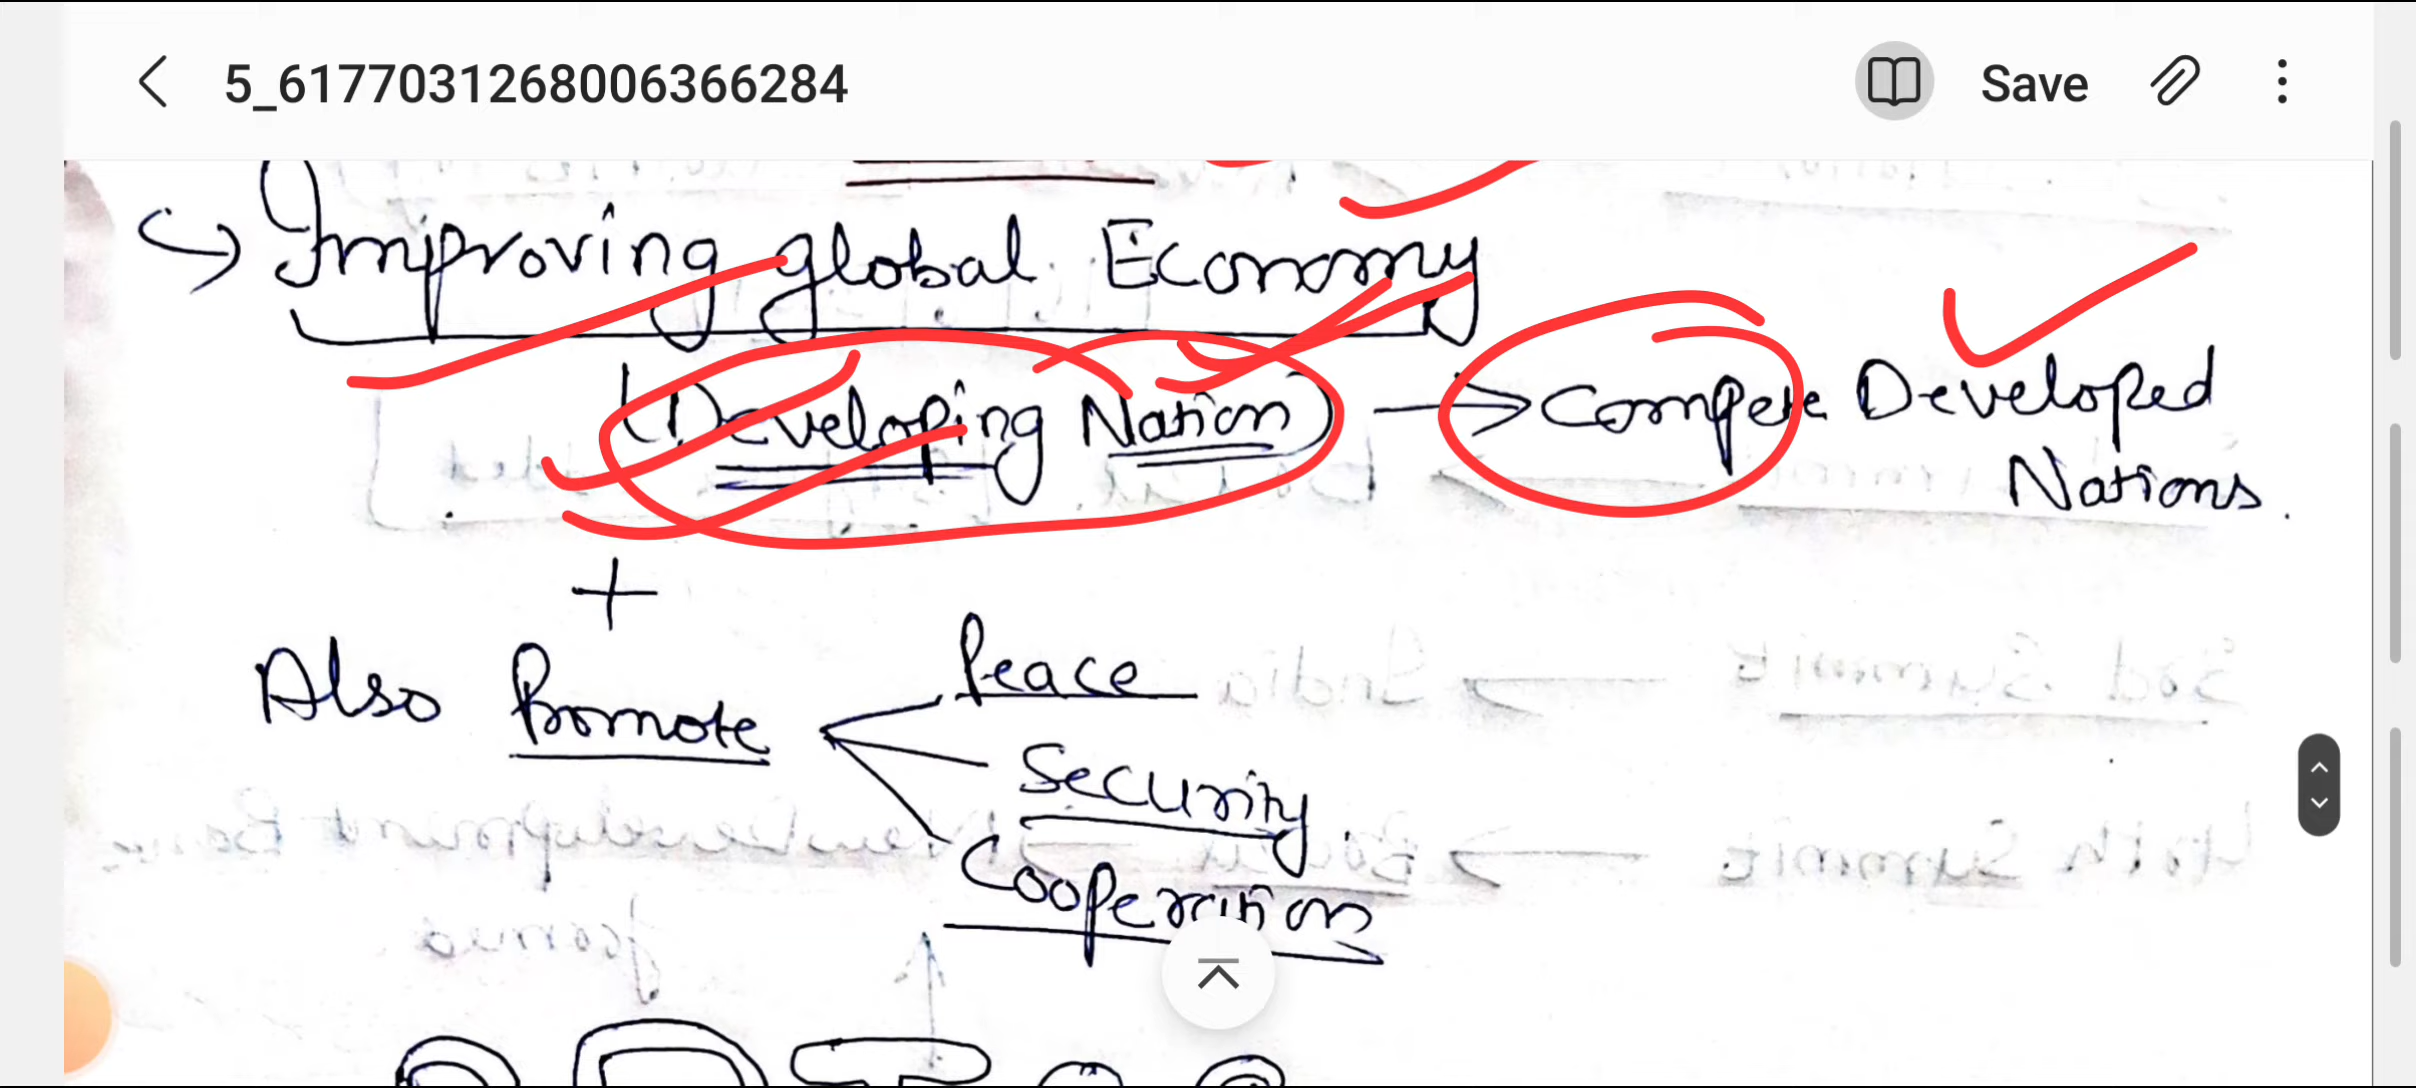 5_6177031268006366284 Save
↪ Improving global Economy
(Developing Nation) → Compete Developed
Nations.
+
Also Promote
Peace
Security
Cooperation